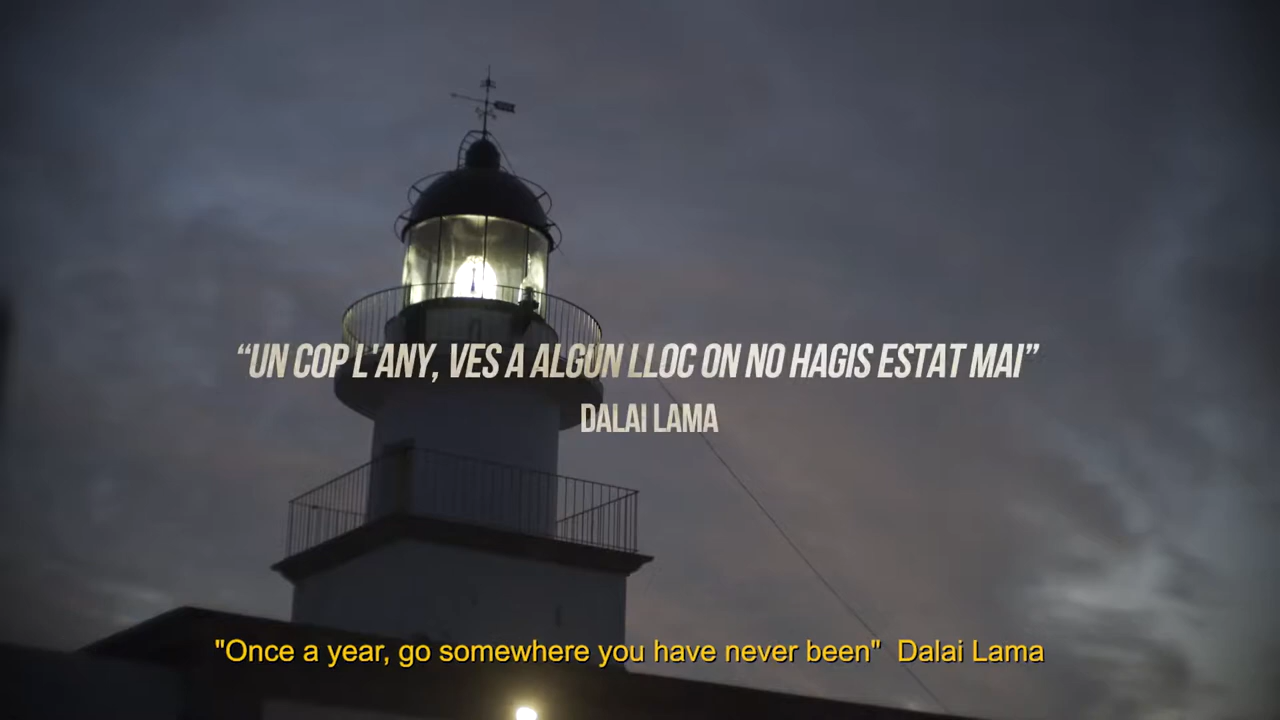 “UN COP L'ANY, VES A ALGUN LLOC ON NO HAGIS ESTAT MAI”
DALAI LAMA
"Once a year, go somewhere you have never been" Dalai Lama